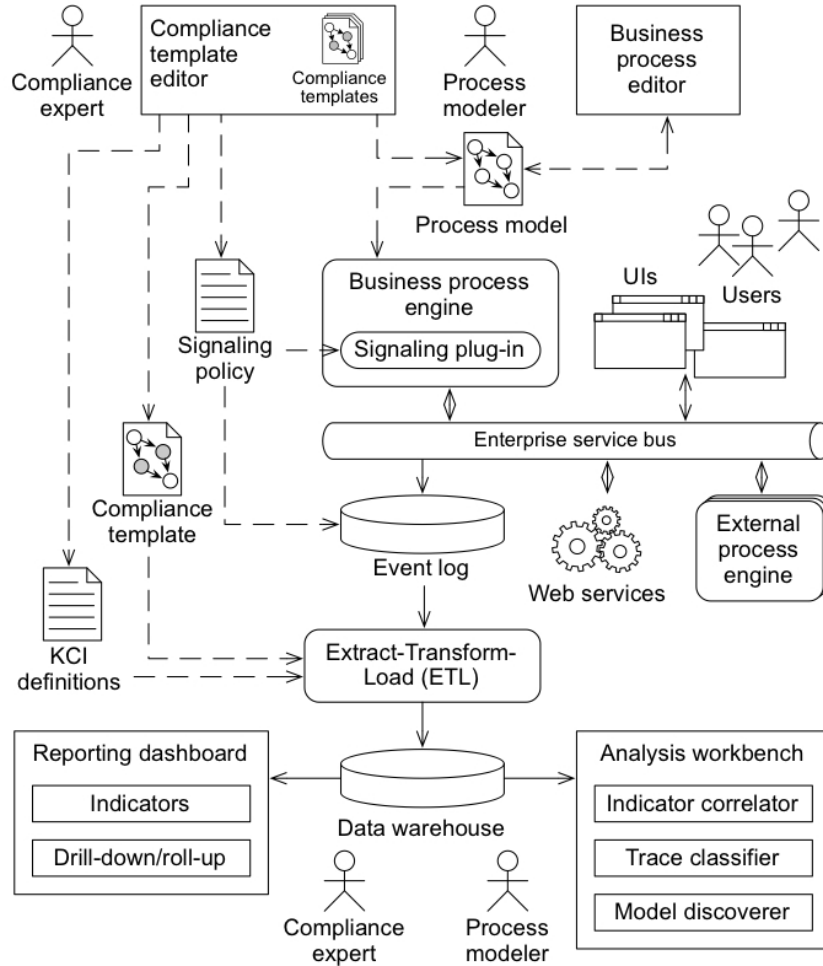 Compliance
expert
Compliance
template
editor
Compliance
templates
Process
modeler
Business
process
editor
Process model
Business process
engine
Signaling plug-in
UIs
Users
Signaling
policy
Enterprise service bus
Compliance
template
Event log
Web services
External
process
engine
KCI
definitions
Extract-Transform-
Load (ETL)
Reporting dashboard
Indicators
Drill-down/roll-up
Data warehouse
Analysis workbench
Indicator correlator
Trace classifier
Model discoverer
Compliance
expert
Process
modeler